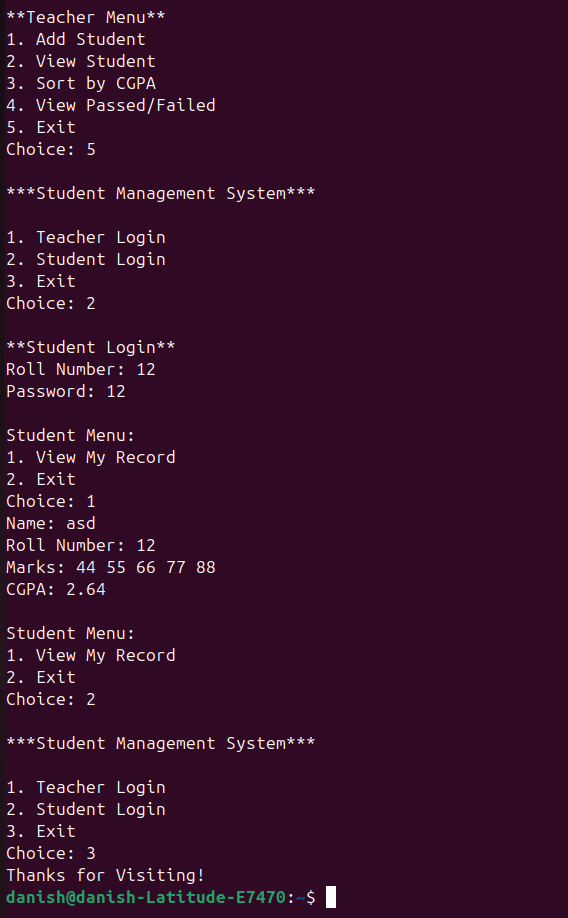 **Teacher Menu**
1. Add Student
2. View Student
3. Sort by CGPA
4. View Passed/Failed
5. Exit
Choice: 5
***Student Management System***
1. Teacher Login
2. Student Login
3. Exit
Choice: 2
**Student Login**
Roll Number: 12
Password: 12
Student Menu:
1. View My Record
2. Exit
Choice: 1
Name: asd
Roll Number: 12
Marks: 44 55 66 77 88
CGPA: 2.64
Student Menu:
1. View My Record
2. Exit
Choice: 2
***Student Management System***
1. Teacher Login
2. Student Login
3. Exit
Choice: 3
Thanks for Visiting!
danish@danish-Latitude-E7470:~$